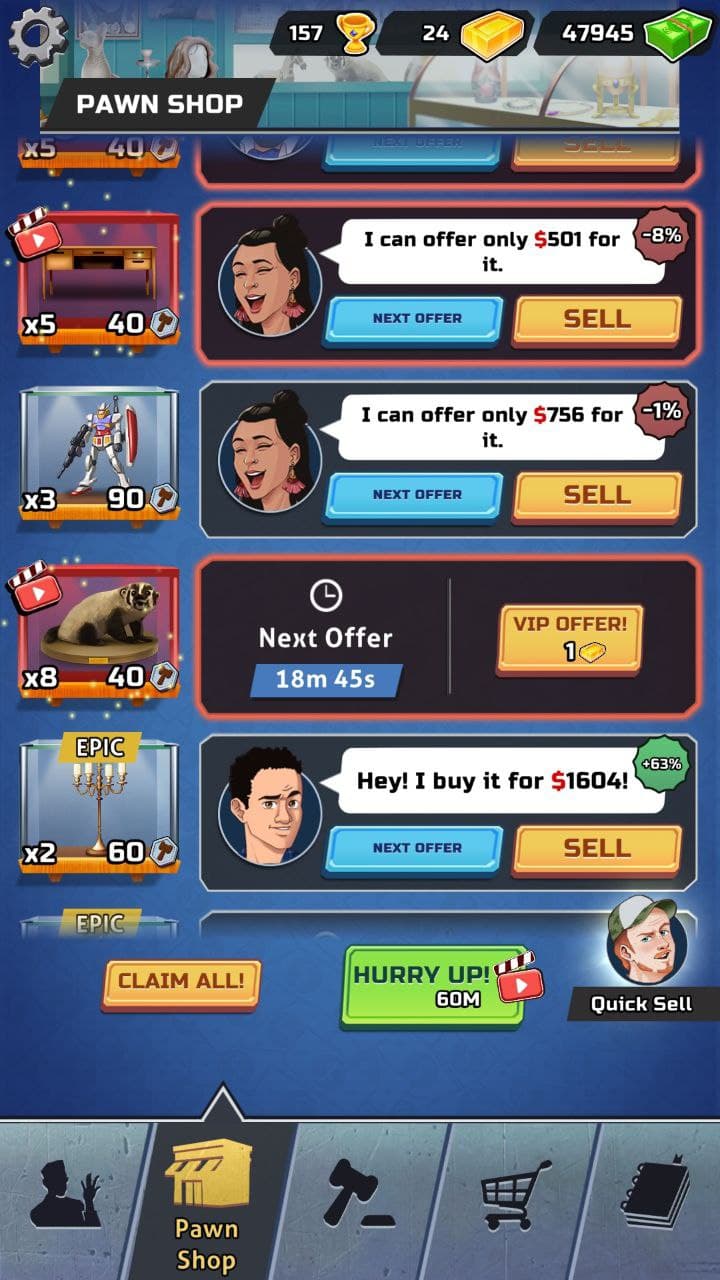 157
24
47945
PAWN SHOP
x5
40
NEXT OFFER
SELL
I can offer only $501 for
it.
-8%
x5
40
NEXT OFFER
SELL
I can offer only $756 for
it.
-1%
x3
90
NEXT OFFER
SELL
Next Offer
18m 45s
VIP OFFER!
1
x8
40
EPIC
Hey! I buy it for $1604!
+63%
x2
60
NEXT OFFER
SELL
EPIC
CLAIM ALL!
HURRY UP!
60M
Quick Sell
Pawn
Shop